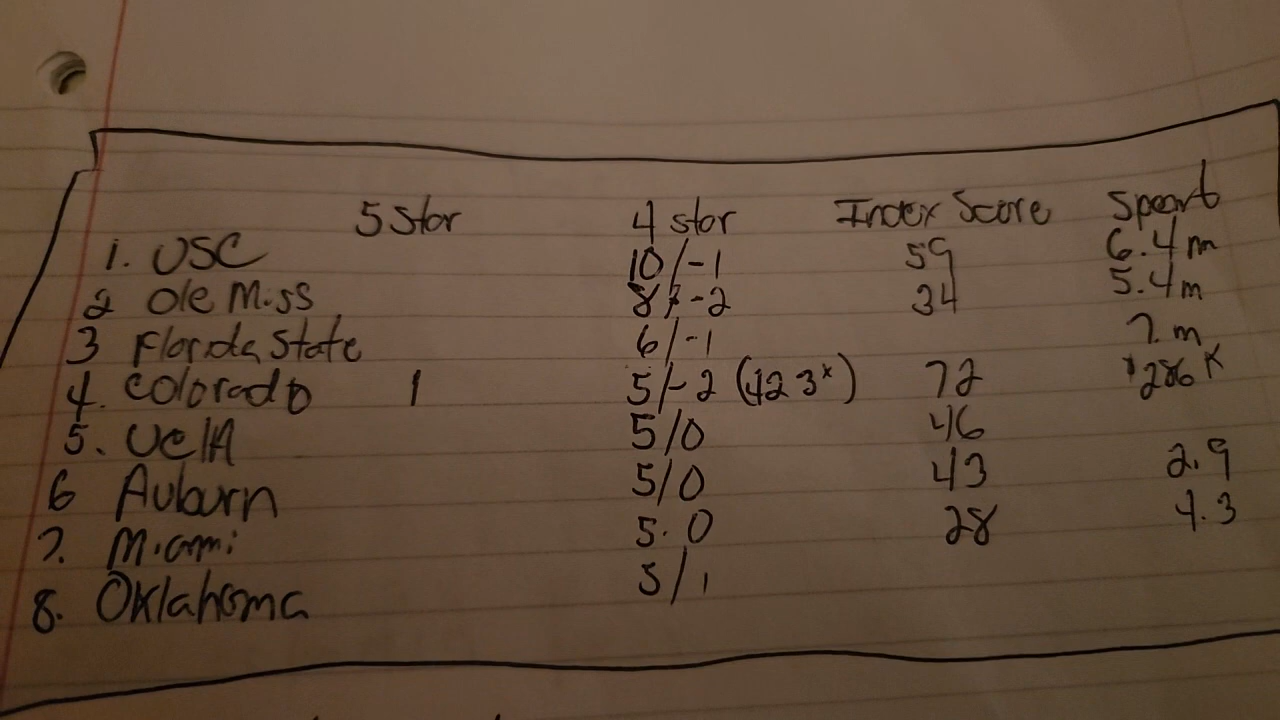 5 Star 4 star Index Score Spent
1. USC 10/-1 59 6.4m
2 Ole Miss 8/-2 34 5.4m
3 Florida State 6/-1 7.m
4. Colorado 1 5/-2 (423*) 72 $286K
5. UClA 5/0 46
6 Auburn 5/0 43 2.9
7. Miami 5.0 28 4.3
8. Oklahoma 5/1